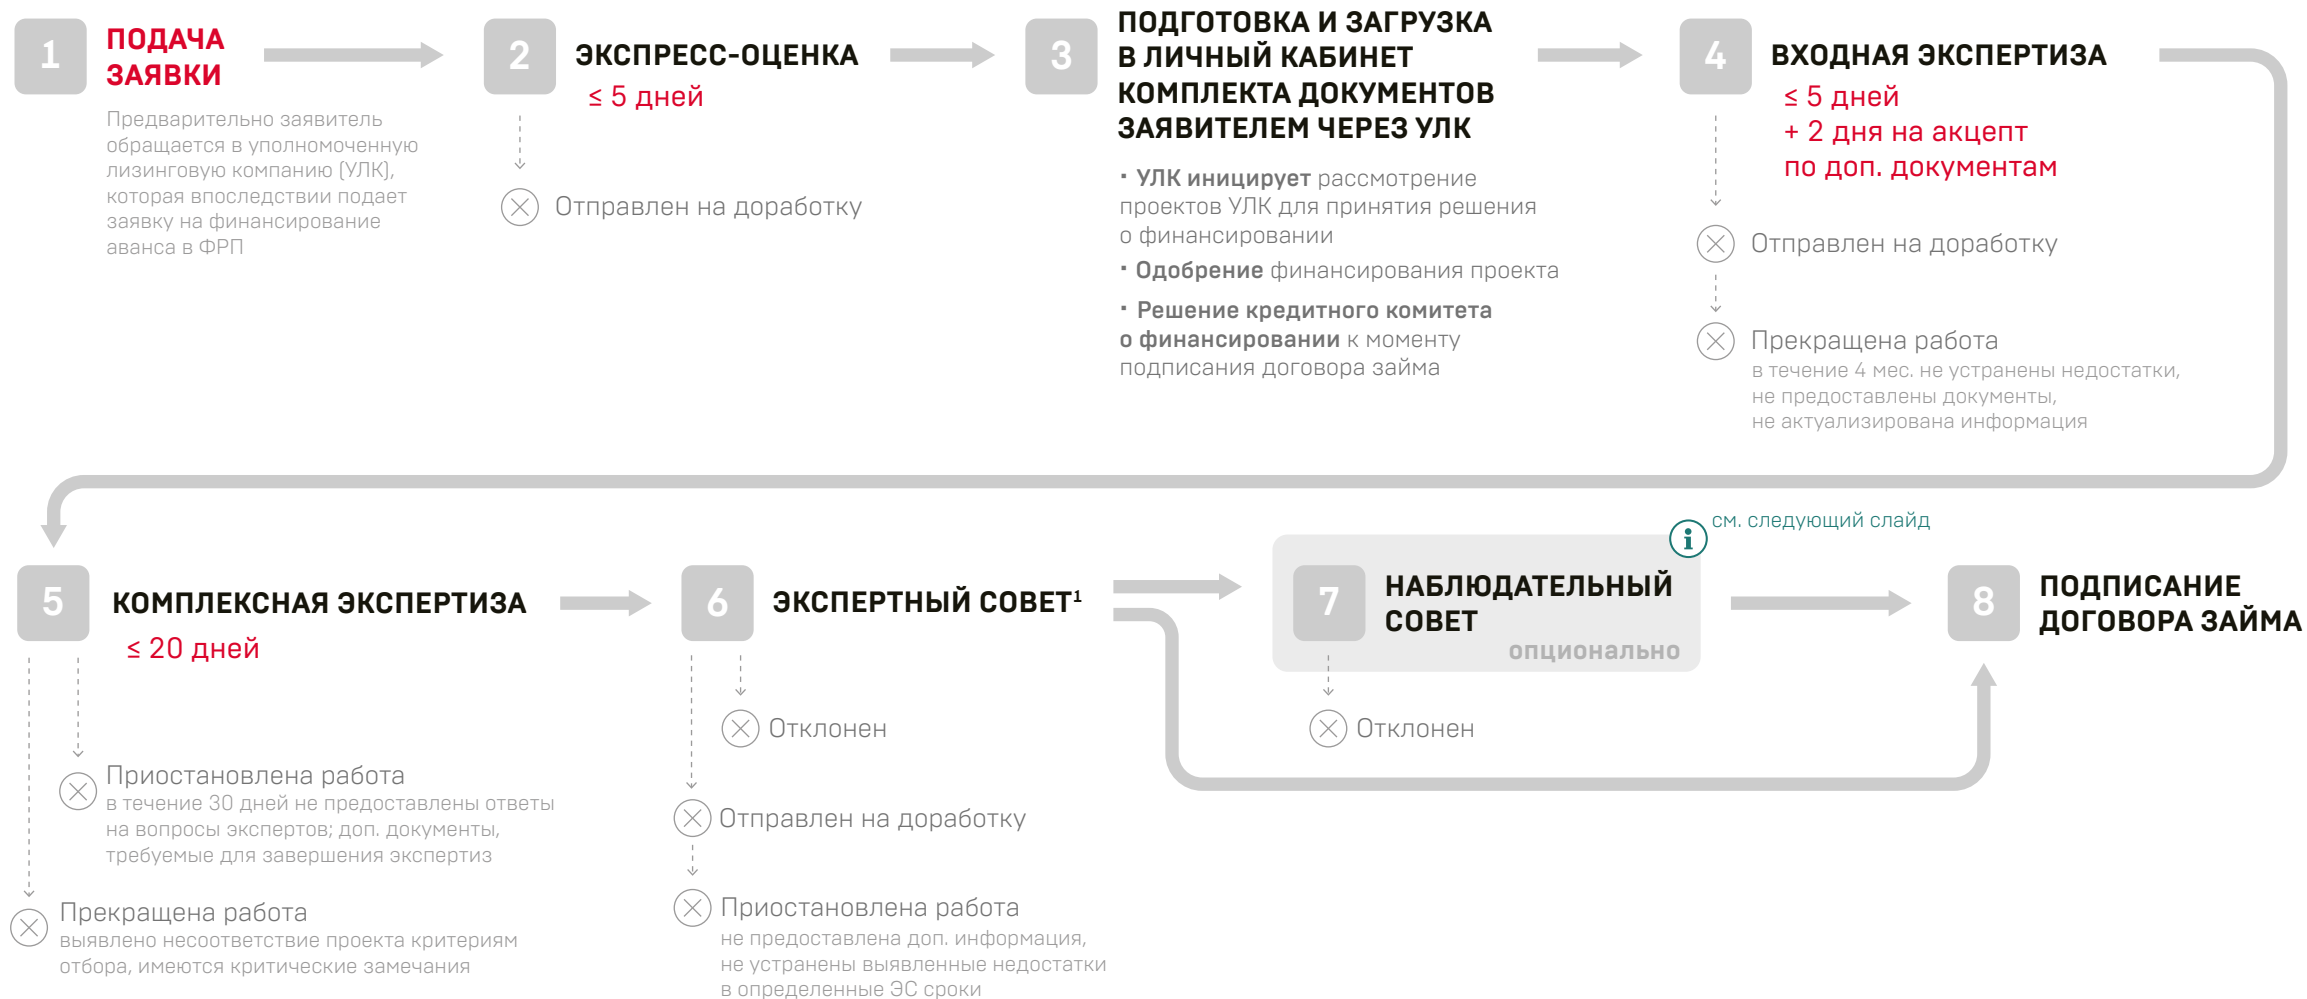 1
ПОДАЧА
ЗАЯВКИ
Предварительно заявитель
обращается в уполномоченную
лизинговую компанию (УЛК),
которая впоследствии подает
заявку на финансирование
аванса в ФРП
2
ЭКСПРЕСС-ОЦЕНКА
≤ 5 дней
Отправлен на доработку
3
ПОДГОТОВКА И ЗАГРУЗКА
В ЛИЧНЫЙ КАБИНЕТ
КОМПЛЕКТА ДОКУМЕНТОВ
ЗАЯВИТЕЛЕМ ЧЕРЕЗ УЛК
· УЛК иницирует рассмотрение
проектов УЛК для принятия решения
о финансировании
· Одобрение финансирования проекта
· Решение кредитного комитета
о финансировании к моменту
подписания договора займа
4
ВХОДНАЯ ЭКСПЕРТИЗА
≤ 5 дней
+ 2 дня на акцепт
по доп. документам
Отправлен на доработку
Прекращена работа
в течение 4 мес. не устранены недостатки,
не предоставлены документы,
не актуализирована информация
5
КОМПЛЕКСНАЯ ЭКСПЕРТИЗА
≤ 20 дней
Приостановлена работа
в течение 30 дней не предоставлены ответы
на вопросы экспертов; доп. документы,
требуемые для завершения экспертиз
Прекращена работа
выявлено несоответствие проекта критериям
отбора, имеются критические замечания
6
ЭКСПЕРТНЫЙ СОВЕТ¹
Отклонен
Отправлен на доработку
Приостановлена работа
не предоставлена доп. информация,
не устранены выявленные недостатки
в определенные ЭС сроки
i
см. следующий слайд
7
НАБЛЮДАТЕЛЬНЫЙ
СОВЕТ
опционально
Отклонен
8
ПОДПИСАНИЕ
ДОГОВОРА ЗАЙМА